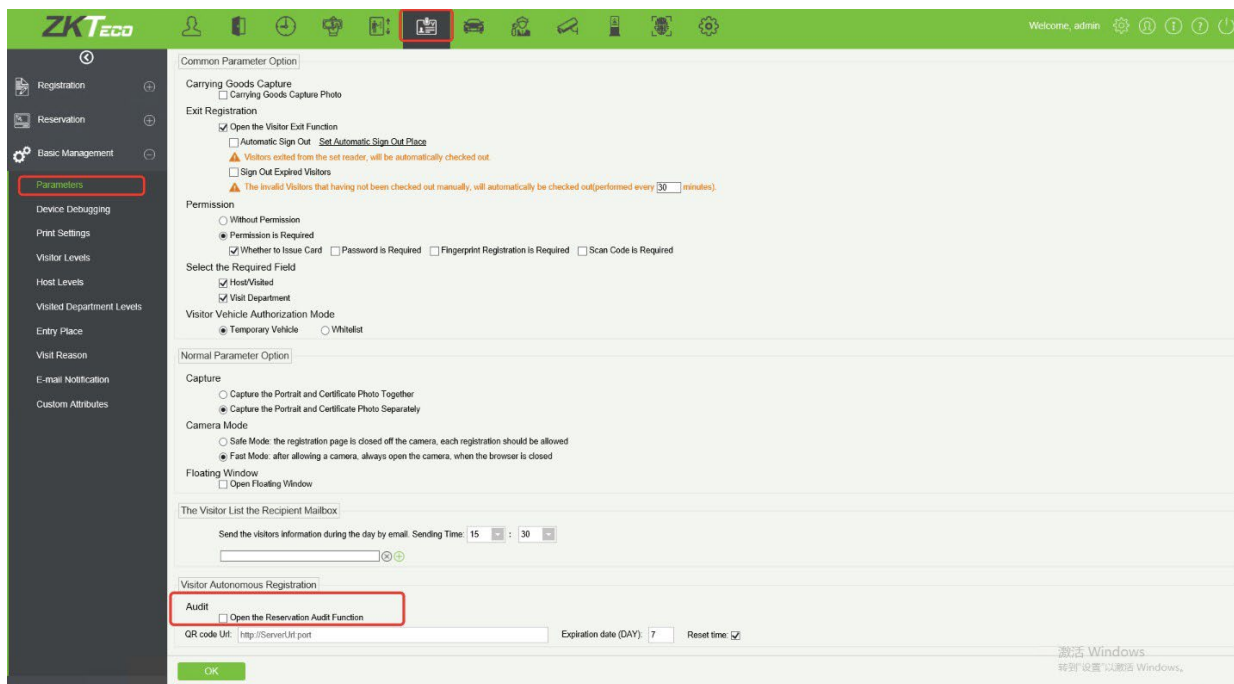 ZKTECO
Welcome, admin
Registration
Reservation
Basic Management
Parameters
Device Debugging
Print Settings
Visitor Levels
Host Levels
Visited Department Levels
Entry Place
Visit Reason
E-mail Notification
Custom Attributes
Common Parameter Option
Carrying Goods Capture
Carrying Goods Capture Photo
Exit Registration
Open the Visitor Exit Function
Automatic Sign Out Set Automatic Sign Out Place
Visitors exited from the set reader, will be automatically checked out.
Sign Out Expired Visitors
The invalid Visitors that having not been checked out manually, will automatically be checked out(performed every 30 minutes).
Permission
Without Permission
Permission is Required
Whether to Issue Card Password is Required Fingerprint Registration is Required Scan Code is Required
Select the Required Field
Host/Visited
Visit Department
Visitor Vehicle Authorization Mode
Temporary Vehicle Whitelist
Normal Parameter Option
Capture
Capture the Portrait and Certificate Photo Together
Capture the Portrait and Certificate Photo Separately
Camera Mode
Safe Mode: the registration page is closed off the camera, each registration should be allowed
Fast Mode: after allowing a camera, always open the camera, when the browser is closed
Floating Window
Open Floating Window
The Visitor List the Recipient Mailbox
Send the visitors information during the day by email. Sending Time: 15 : 30
Visitor Autonomous Registration
Audit
Open the Reservation Audit Function
QR code Url: http://ServerUrl:port Expiration date (DAY): 7 Reset time:
OK
激活 Windows
转到"设置"以激活 Windows。